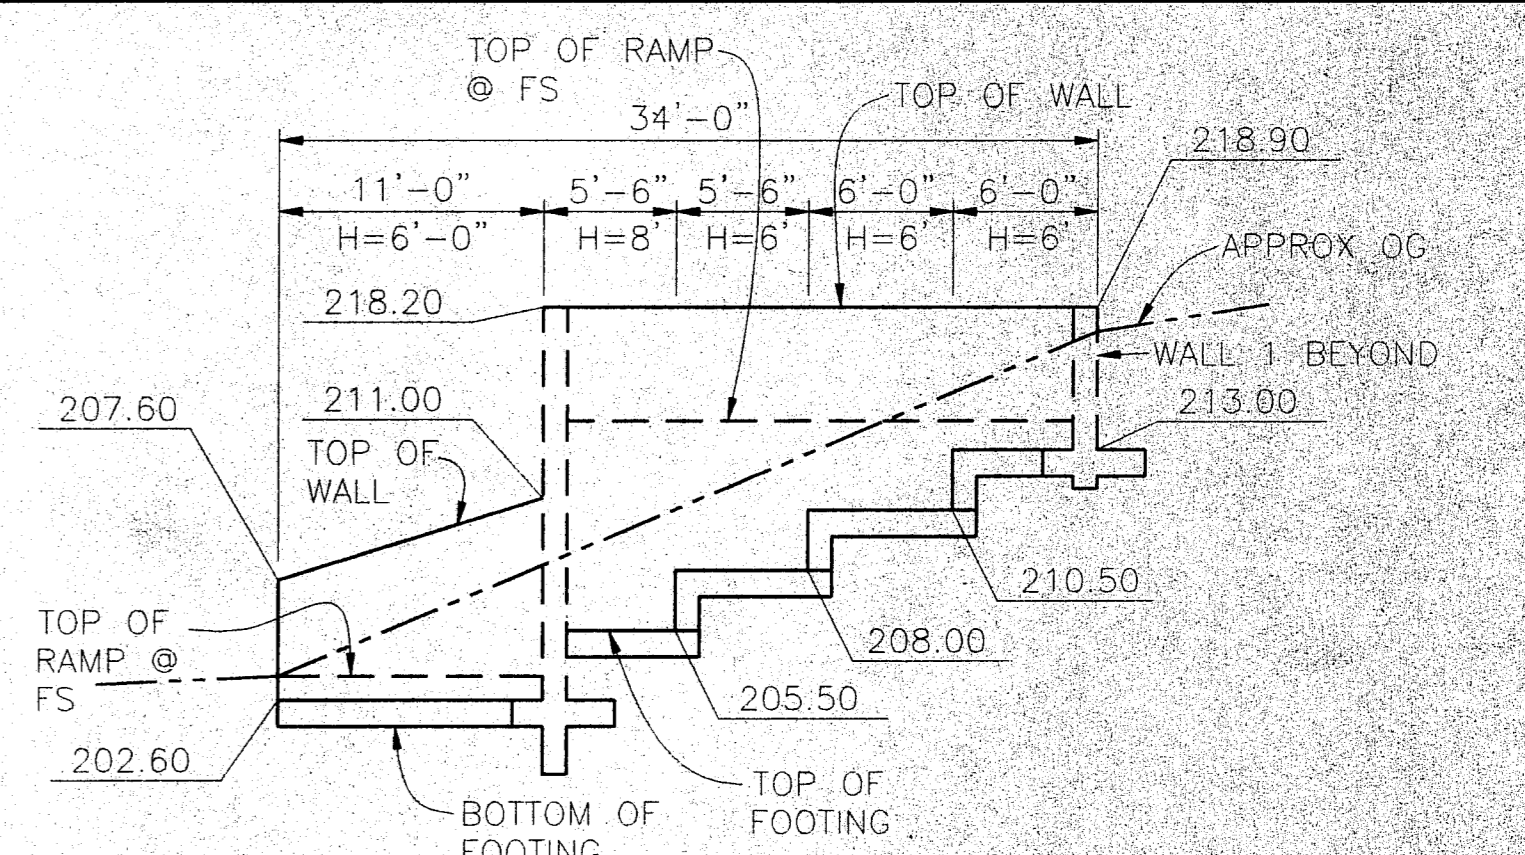 TOP OF RAMP
@ FS
TOP OF WALL
34'-0"
218.90
11'-0"
5'-6"
5'-6"
6'-0"
6'-0"
H=6'-0"
H=8'
H=6'
H=6'
H=6'
APPROX OG
218.20
WALL 1 BEYOND
207.60
211.00
213.00
TOP OF
WALL
210.50
TOP OF
RAMP @
FS
208.00
205.50
202.60
TOP OF
FOOTING
BOTTOM OF
FOOTING